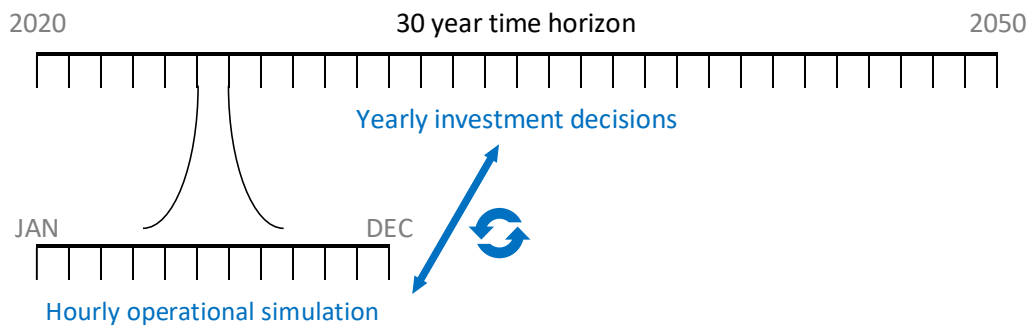 2020 30 year time horizon 2050
Yearly investment decisions
JAN DEC
Hourly operational simulation